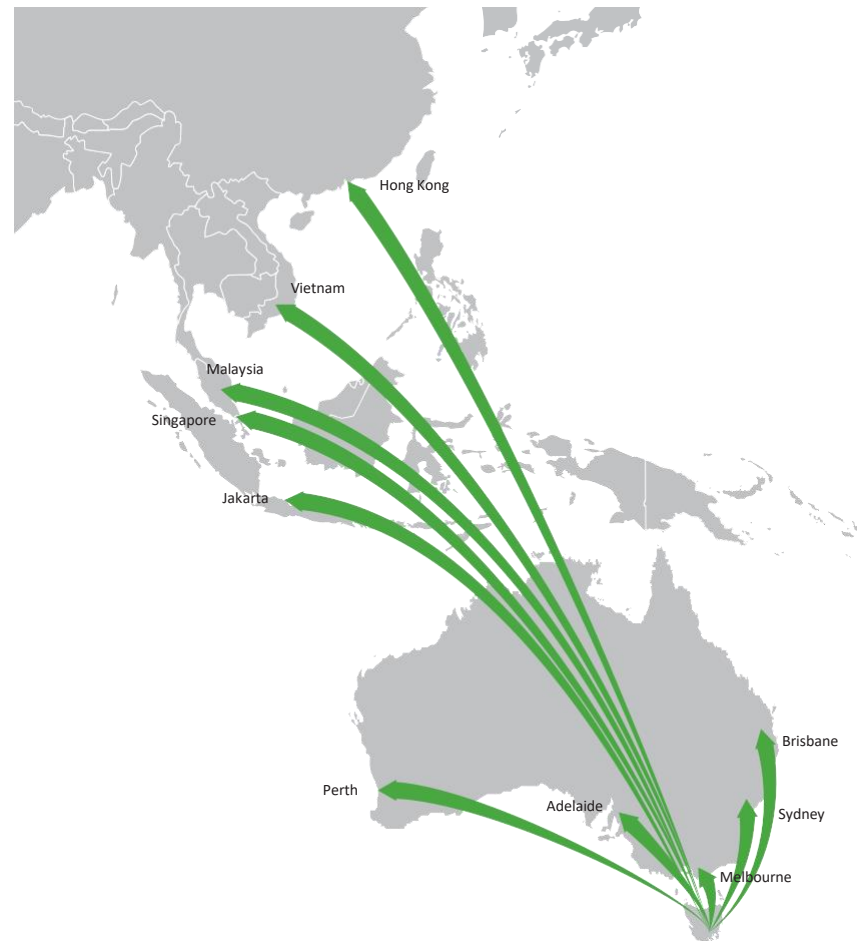 Hong Kong
Vietnam
Malaysia
Singapore
Jakarta
Brisbane
Perth
Adelaide
Sydney
Melbourne